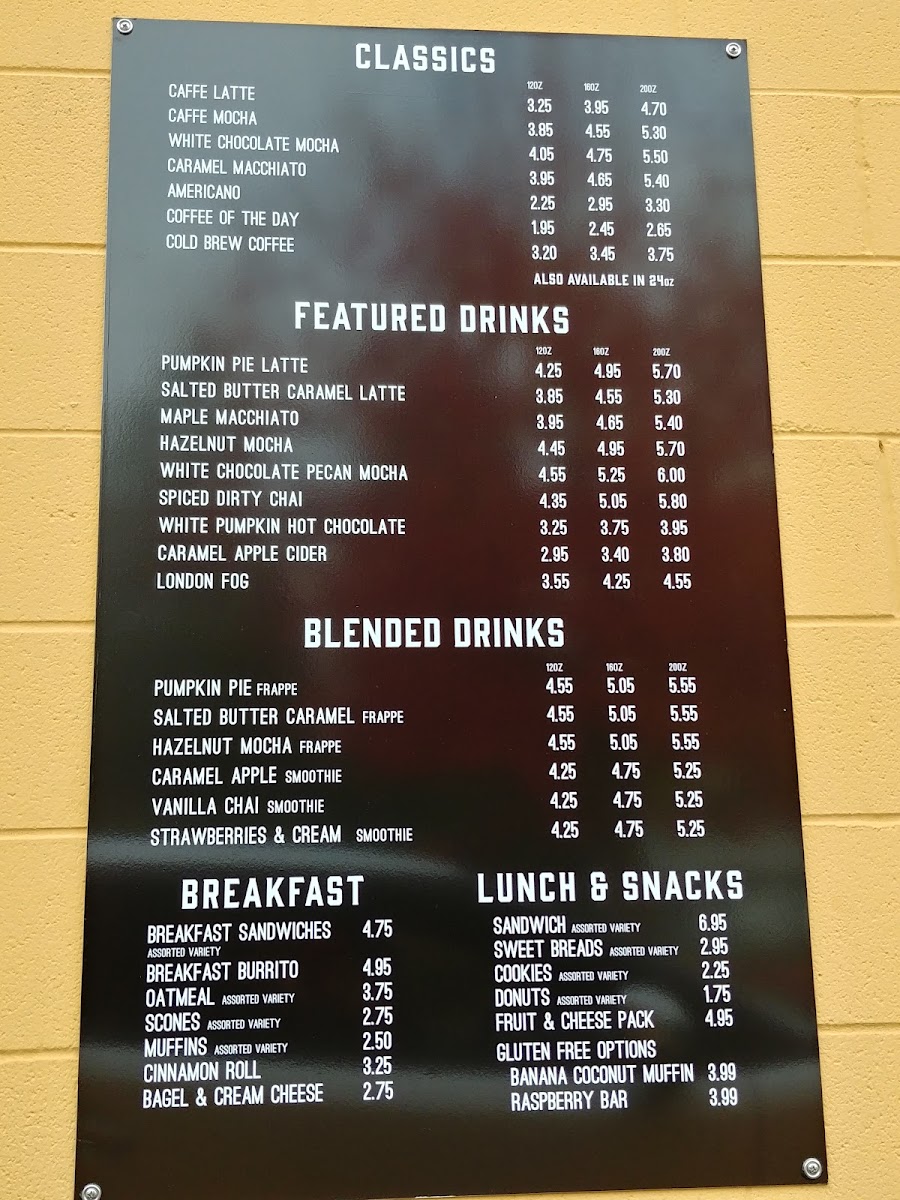 CLASSICS
12OZ 16OZ 20OZ
CAFFE LATTE 3.25 3.95 4.70
CAFFE MOCHA 3.85 4.55 5.30
WHITE CHOCOLATE MOCHA 4.05 4.75 5.50
CARAMEL MACCHIATO 3.95 4.65 5.40
AMERICANO 2.25 2.95 3.30
COFFEE OF THE DAY 1.95 2.45 2.65
COLD BREW COFFEE 3.20 3.45 3.75
ALSO AVAILABLE IN 24OZ
FEATURED DRINKS
12OZ 16OZ 20OZ
PUMPKIN PIE LATTE 4.25 4.95 5.70
SALTED BUTTER CARAMEL LATTE 3.85 4.55 5.30
MAPLE MACCHIATO 3.95 4.65 5.40
HAZELNUT MOCHA 4.45 4.95 5.70
WHITE CHOCOLATE PECAN MOCHA 4.55 5.25 6.00
SPICED DIRTY CHAI 4.35 5.05 5.80
WHITE PUMPKIN HOT CHOCOLATE 3.25 3.75 3.95
CARAMEL APPLE CIDER 2.95 3.40 3.80
LONDON FOG 3.55 4.25 4.55
BLENDED DRINKS
12OZ 16OZ 20OZ
PUMPKIN PIE FRAPPE 4.55 5.05 5.55
SALTED BUTTER CARAMEL FRAPPE 4.55 5.05 5.55
HAZELNUT MOCHA FRAPPE 4.55 5.05 5.55
CARAMEL APPLE SMOOTHIE 4.25 4.75 5.25
VANILLA CHAI SMOOTHIE 4.25 4.75 5.25
STRAWBERRIES & CREAM SMOOTHIE 4.25 4.75 5.25
BREAKFAST
BREAKFAST SANDWICHES 4.75
ASSORTED VARIETY
BREAKFAST BURRITO 4.95
OATMEAL ASSORTED VARIETY 3.75
SCONES ASSORTED VARIETY 2.75
MUFFINS ASSORTED VARIETY 2.50
CINNAMON ROLL 3.25
BAGEL & CREAM CHEESE 2.75
LUNCH & SNACKS
SANDWICH ASSORTED VARIETY 6.95
SWEET BREADS ASSORTED VARIETY 2.95
COOKIES ASSORTED VARIETY 2.25
DONUTS ASSORTED VARIETY 1.75
FRUIT & CHEESE PACK 4.95
GLUTEN FREE OPTIONS
BANANA COCONUT MUFFIN 3.99
RASPBERRY BAR 3.99